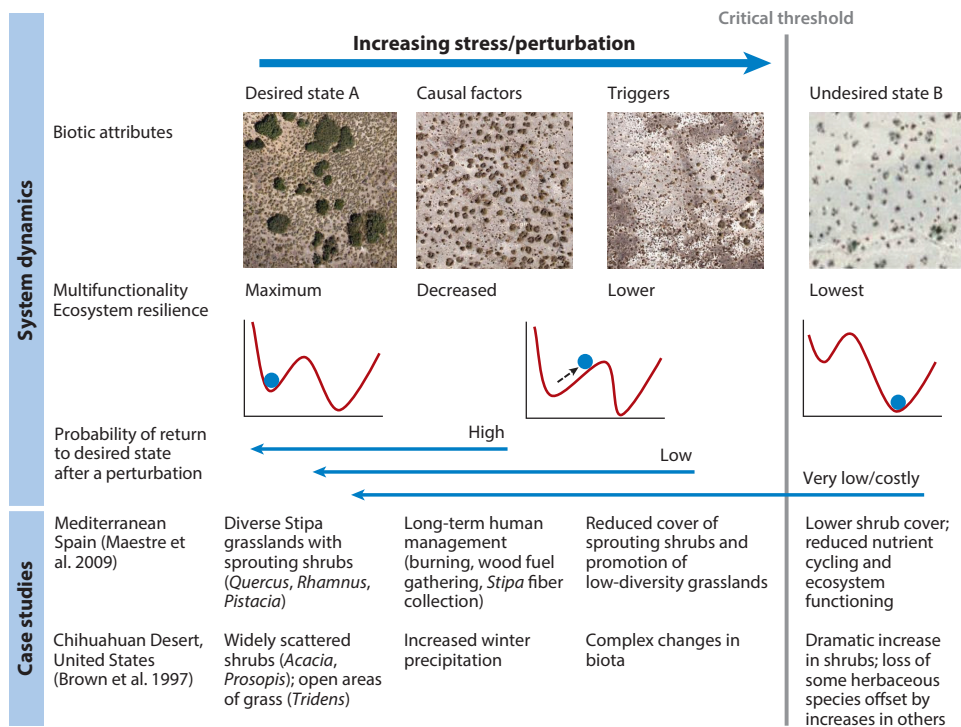 Critical threshold
Increasing stress/perturbation
Desired state A
Causal factors
Triggers
Undesired state B
System dynamics
Biotic attributes
Multifunctionality
Ecosystem resilience
Maximum
Decreased
Lower
Lowest
Probability of return
to desired state
after a perturbation
High
Low
Very low/costly
Case studies
Mediterranean
Spain (Maestre et
al. 2009)
Diverse Stipa
grasslands with
sprouting shrubs
(Quercus, Rhamnus,
Pistacia)
Long-term human
management
(burning, wood fuel
gathering, Stipa fiber
collection)
Reduced cover of
sprouting shrubs and
promotion of
low-diversity grasslands
Lower shrub cover;
reduced nutrient
cycling and
ecosystem
functioning
Chihuahuan Desert,
United States
(Brown et al. 1997)
Widely scattered
shrubs (Acacia,
Prosopis); open areas
of grass (Tridens)
Increased winter
precipitation
Complex changes in
biota
Dramatic increase
in shrubs; loss of
some herbaceous
species offset by
increases in others